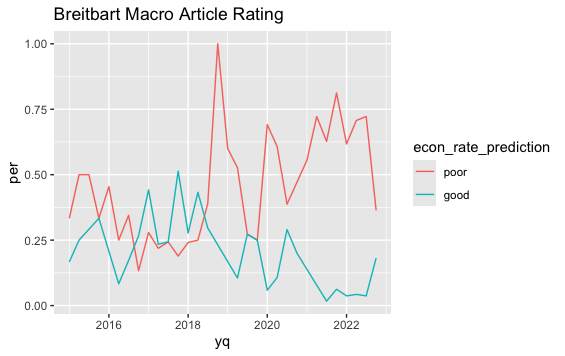 Breitbart Macro Article Rating
1.00
0.75
0.50
0.25
0.00
per
2016
2018
2020
2022
yq
econ_rate_prediction
poor
good